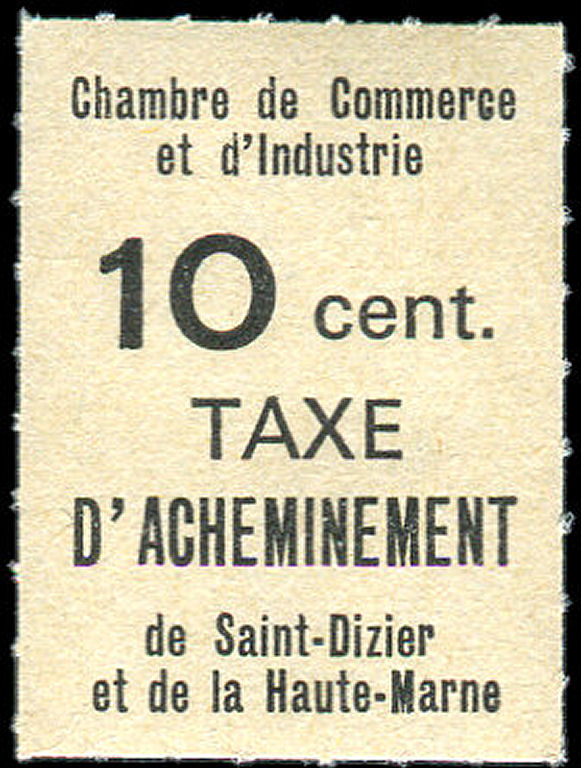 Chambre de Commerce
et d'Industrie
10 cent.
TAXE
D'ACHEMINEMENT
de Saint-Dizier
et de la Haute-Marne